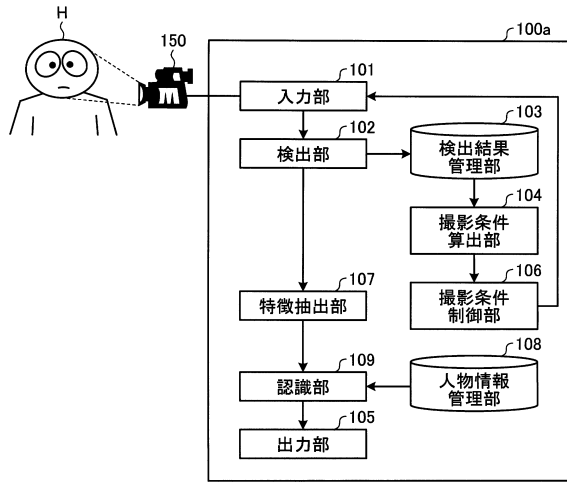 H
150
100a
101
入力部
102
検出部
103
検出結果
管理部
104
撮影条件
算出部
106
撮影条件
制御部
107
特徴抽出部
108
人物情報
管理部
109
認識部
105
出力部